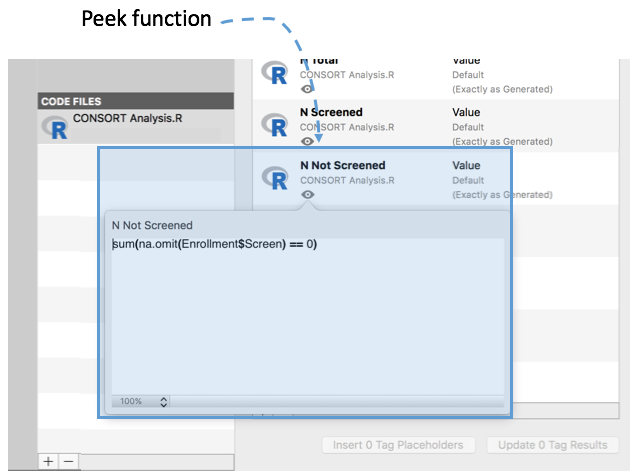 Peek function
N Total
Value
CODE FILES
CONSORT Analysis.R
CONSORT Analysis.R
Default
(Exactly as Generated)
N Screened
Value
CONSORT Analysis.R
Default
(Exactly as Generated)
N Not Screened
Value
CONSORT Analysis.R
Default
(Exactly as Generated)
N Not Screened
sum(na.omit(Enrollment$Screen) == 0)
100%
Insert 0 Tag Placeholders
Update 0 Tag Results